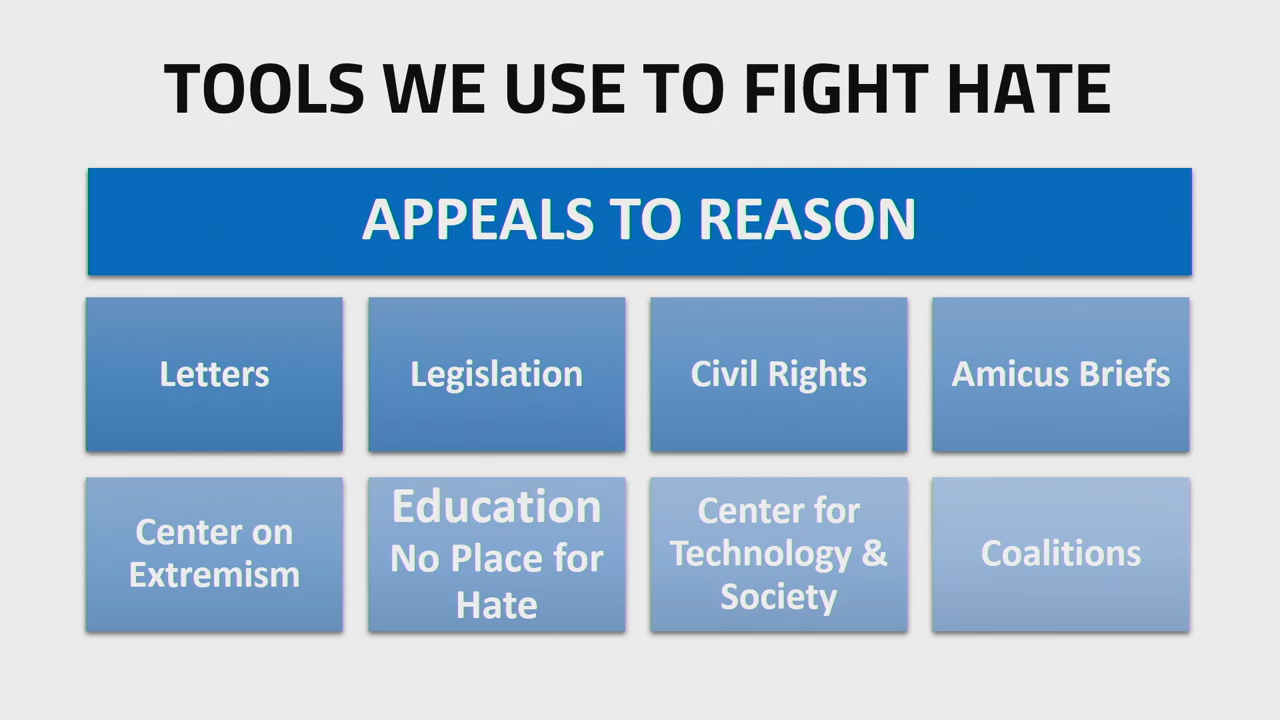 TOOLS WE USE TO FIGHT HATE
APPEALS TO REASON
Letters
Legislation
Civil Rights
Amicus Briefs
Center on
Extremism
Education
No Place for
Hate
Center for
Technology &
Society
Coalitions